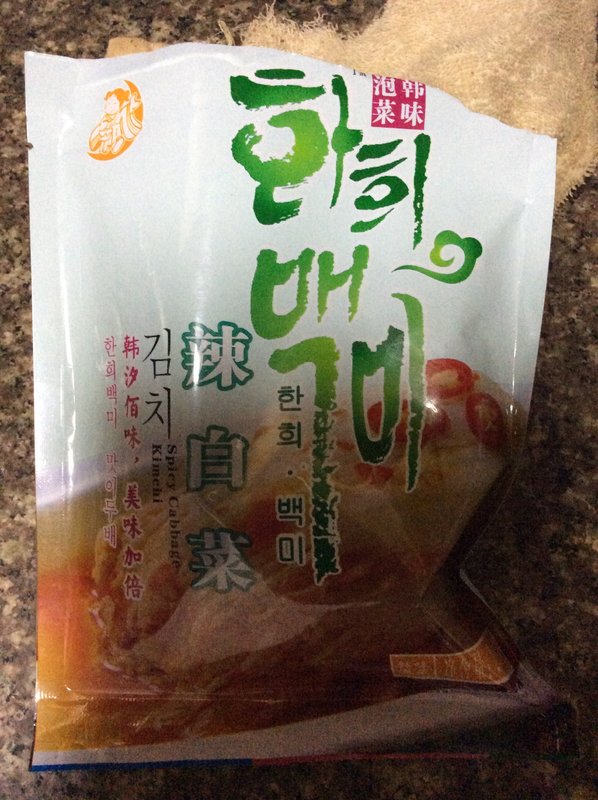 韩味
泡菜
한희
백미
한희·백미
辣白菜
김치
Spicy Cabbage
Kimchi
韩汐佰味，美味加倍
한희백미 맛이두배